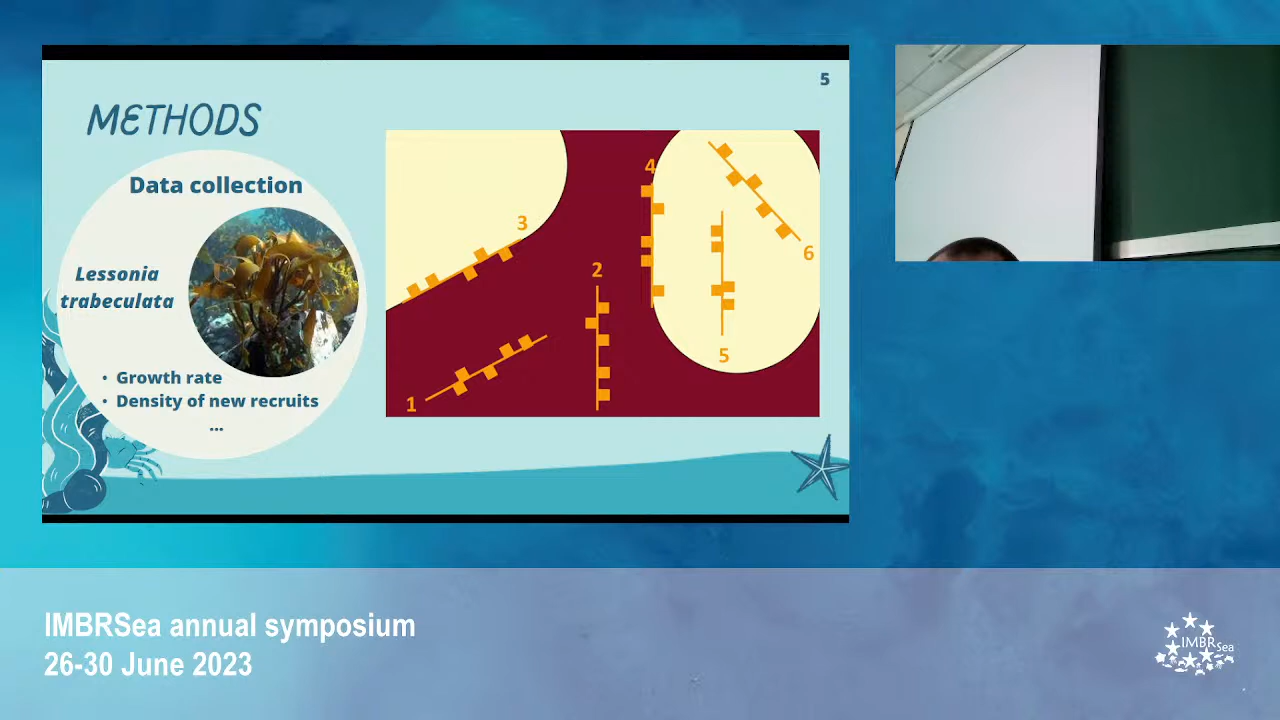 5
METHODS
Data collection
Lessonia
trabeculata
• Growth rate
• Density of new recruits
...
1
2
3
4
5
6
IMBRSea annual symposium
26-30 June 2023
IMBRSea